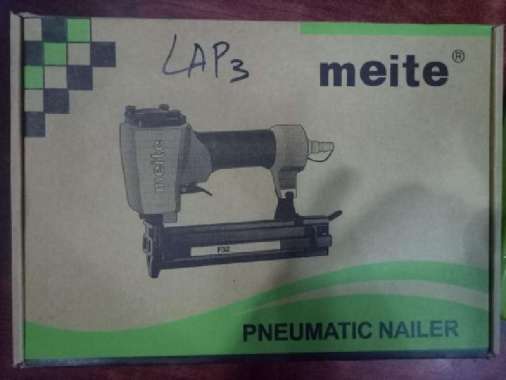 LAP3
meite®
meite
F32
PNEUMATIC NAILER